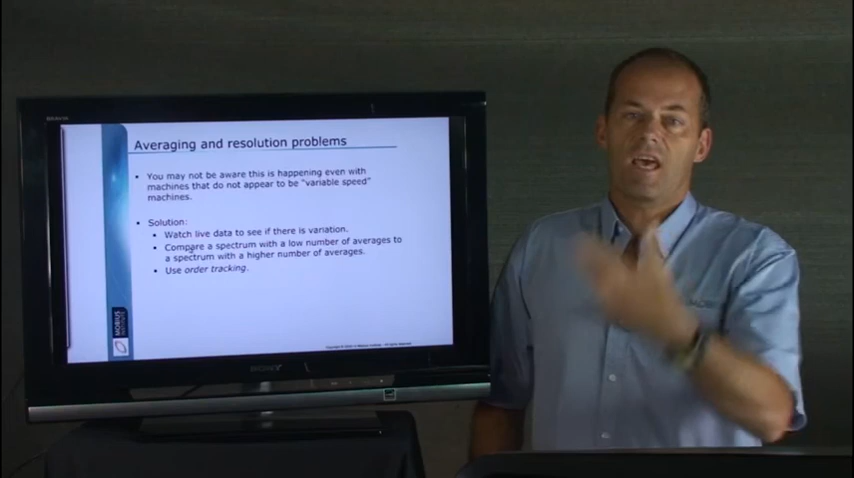 Averaging and resolution problems
• You may not be aware this is happening even with
machines that do not appear to be "variable speed"
machines.
• Solution:
• Watch live data to see if there is variation.
• Compare a spectrum with a low number of averages to
a spectrum with a higher number of averages.
• Use order tracking.
MOBIUS
INSTITUTE
SONY